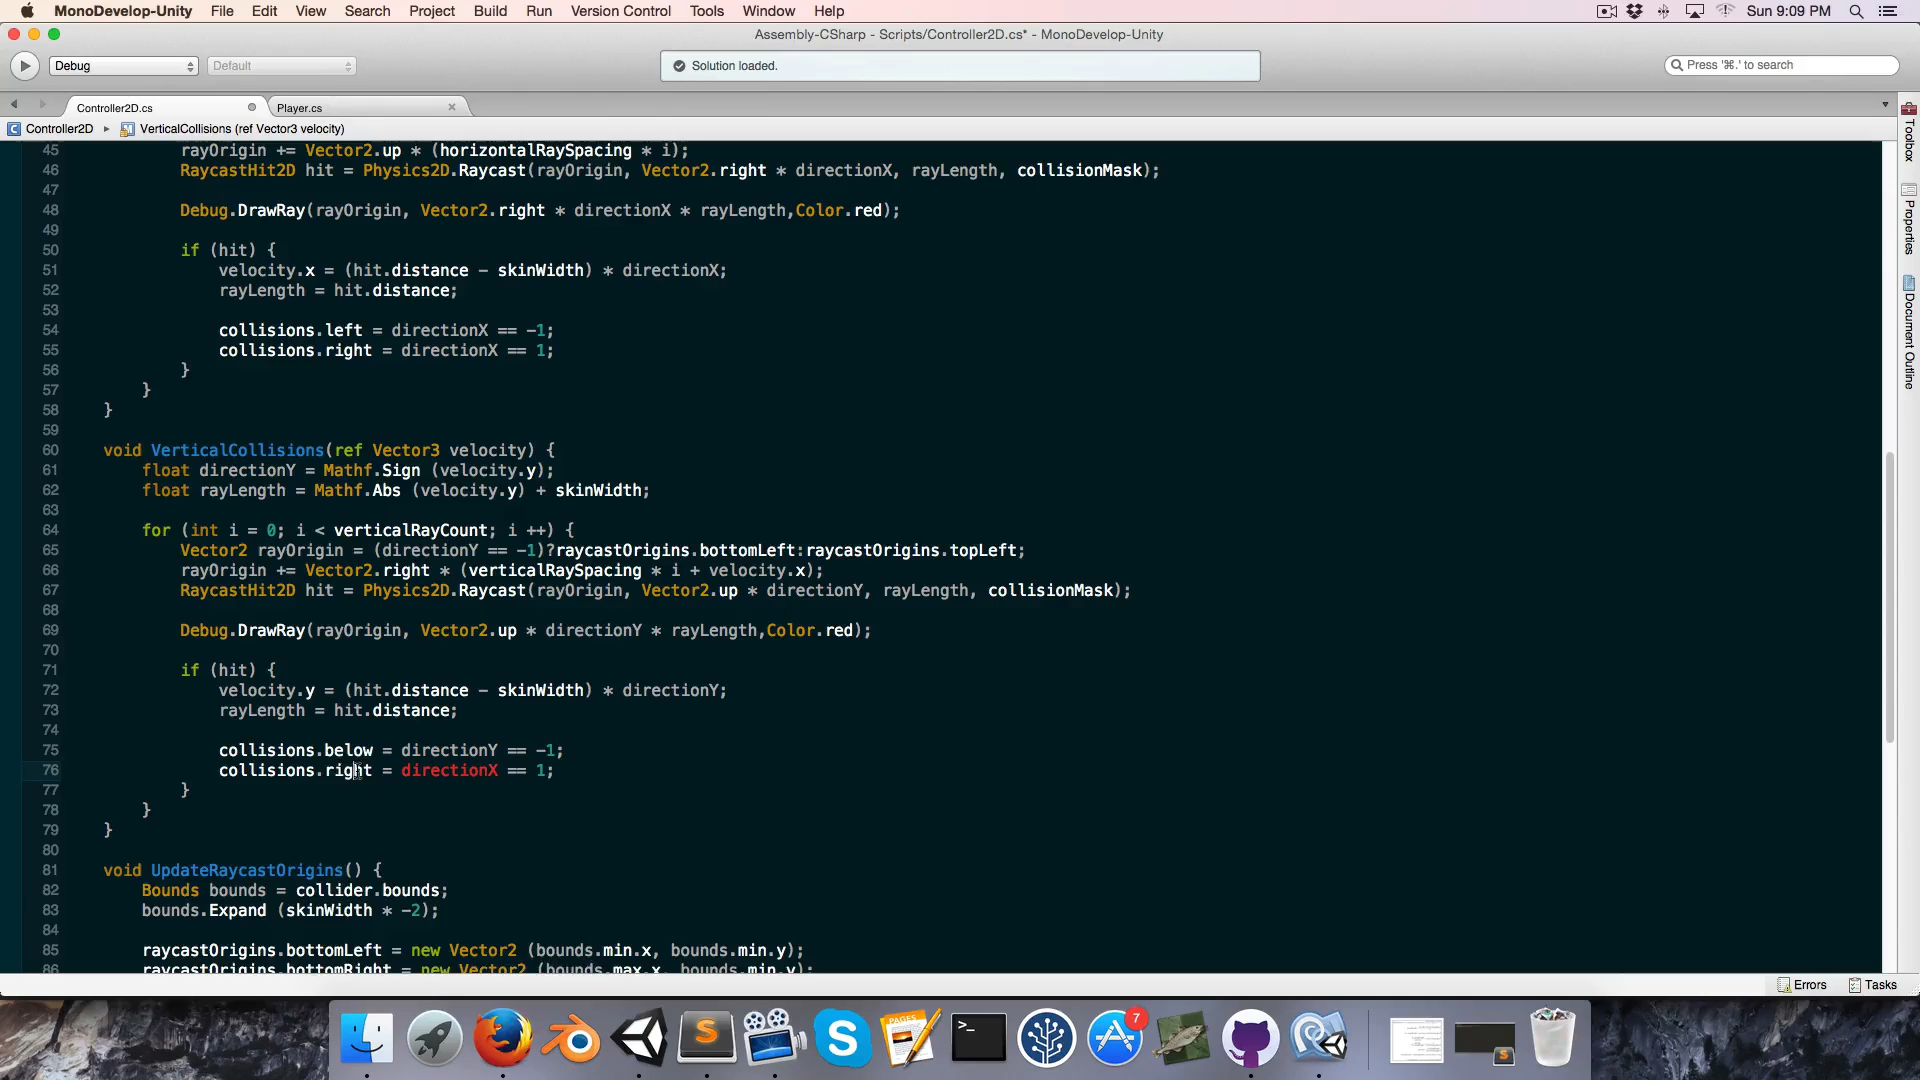 MonoDevelop-Unity File Edit View Search Project Build Run Version Control Tools Window Help Sun 9:09 PM
Assembly-CSharp - Scripts/Controller2D.cs* - MonoDevelop-Unity
Debug Default Solution loaded. Press '⌘.' to search
Controller2D.cs Player.cs
Controller2D VerticalCollisions (ref Vector3 velocity)
45 rayOrigin += Vector2.up * (horizontalRaySpacing * i);
46 RaycastHit2D hit = Physics2D.Raycast(rayOrigin, Vector2.right * directionX, rayLength, collisionMask);
47
48 Debug.DrawRay(rayOrigin, Vector2.right * directionX * rayLength,Color.red);
49
50 if (hit) {
51 velocity.x = (hit.distance - skinWidth) * directionX;
52 rayLength = hit.distance;
53
54 collisions.left = directionX == -1;
55 collisions.right = directionX == 1;
56 }
57 }
58 }
59
60 void VerticalCollisions(ref Vector3 velocity) {
61 float directionY = Mathf.Sign (velocity.y);
62 float rayLength = Mathf.Abs (velocity.y) + skinWidth;
63
64 for (int i = 0; i < verticalRayCount; i ++) {
65 Vector2 rayOrigin = (directionY == -1)?raycastOrigins.bottomLeft:raycastOrigins.topLeft;
66 rayOrigin += Vector2.right * (verticalRaySpacing * i + velocity.x);
67 RaycastHit2D hit = Physics2D.Raycast(rayOrigin, Vector2.up * directionY, rayLength, collisionMask);
68
69 Debug.DrawRay(rayOrigin, Vector2.up * directionY * rayLength,Color.red);
70
71 if (hit) {
72 velocity.y = (hit.distance - skinWidth) * directionY;
73 rayLength = hit.distance;
74
75 collisions.below = directionY == -1;
76 collisions.right = directionX == 1;
77 }
78 }
79 }
80
81 void UpdateRaycastOrigins() {
82 Bounds bounds = collider.bounds;
83 bounds.Expand (skinWidth * -2);
84
85 raycastOrigins.bottomLeft = new Vector2 (bounds.min.x, bounds.min.y);
86 raycastOrigins.bottomRight = new Vector2 (bounds.max.x, bounds.min.y);
Toolbox
Properties
Document Outline
Errors Tasks
7